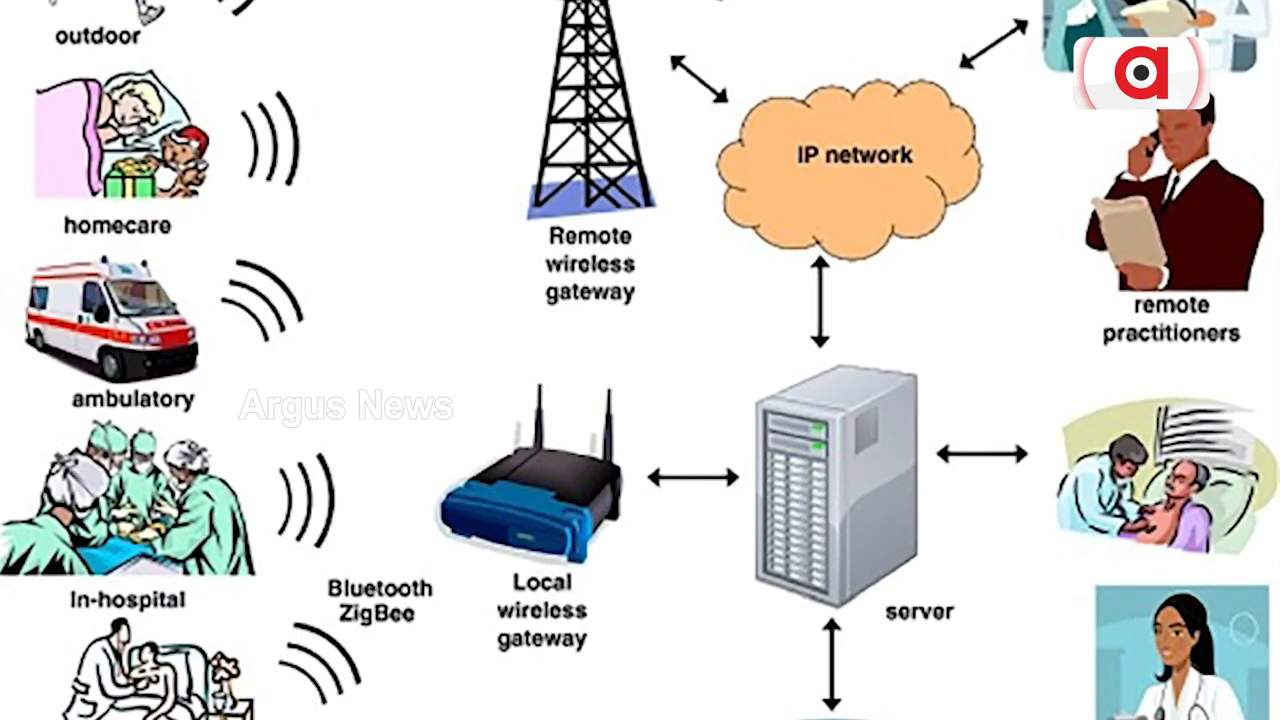 outdoor
IP network
homecare
Remote
wireless
gateway
remote
practitioners
ambulatory
Argus News
In-hospital
Bluetooth
ZigBee
Local
wireless
gateway
server